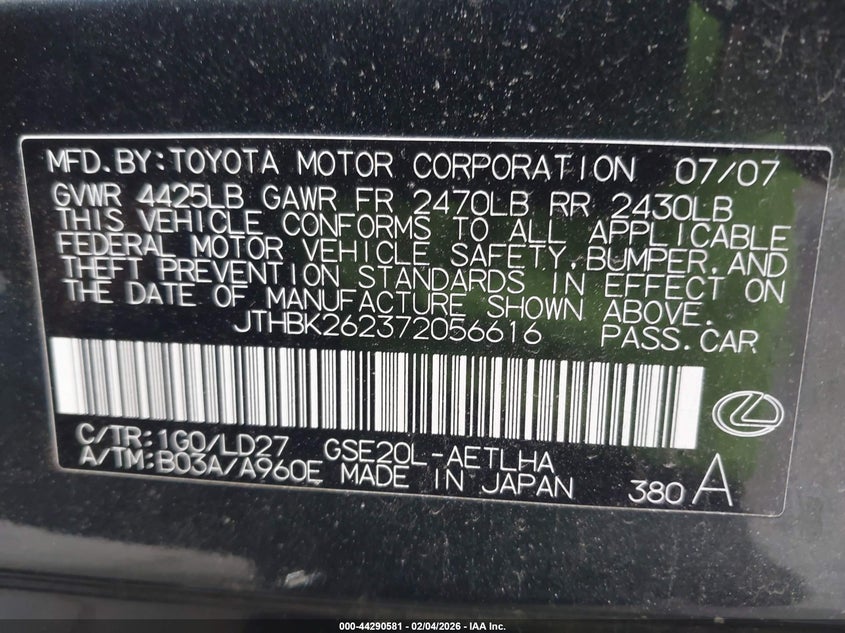 MFD.BY:TOYOTA MOTOR CORPORATION 07/07
GVWR 4425LB GAWR FR 2470LB RR 2430LB
THIS VEHICLE CONFORMS TO ALL APPLICABLE
FEDERAL MOTOR VEHICLE SAFETY,BUMPER,AND
THEFT PREVENTION STANDARDS IN EFFECT ON
THE DATE OF MANUFACTURE SHOWN ABOVE.
JTHBK262372056616 PASS.CAR
C/TR:1G0/LD27 GSE20L-AETLHA
A/TM:B03A/A960E MADE IN JAPAN 380 A
000-44290581 - 02/04/2026 - IAA Inc.